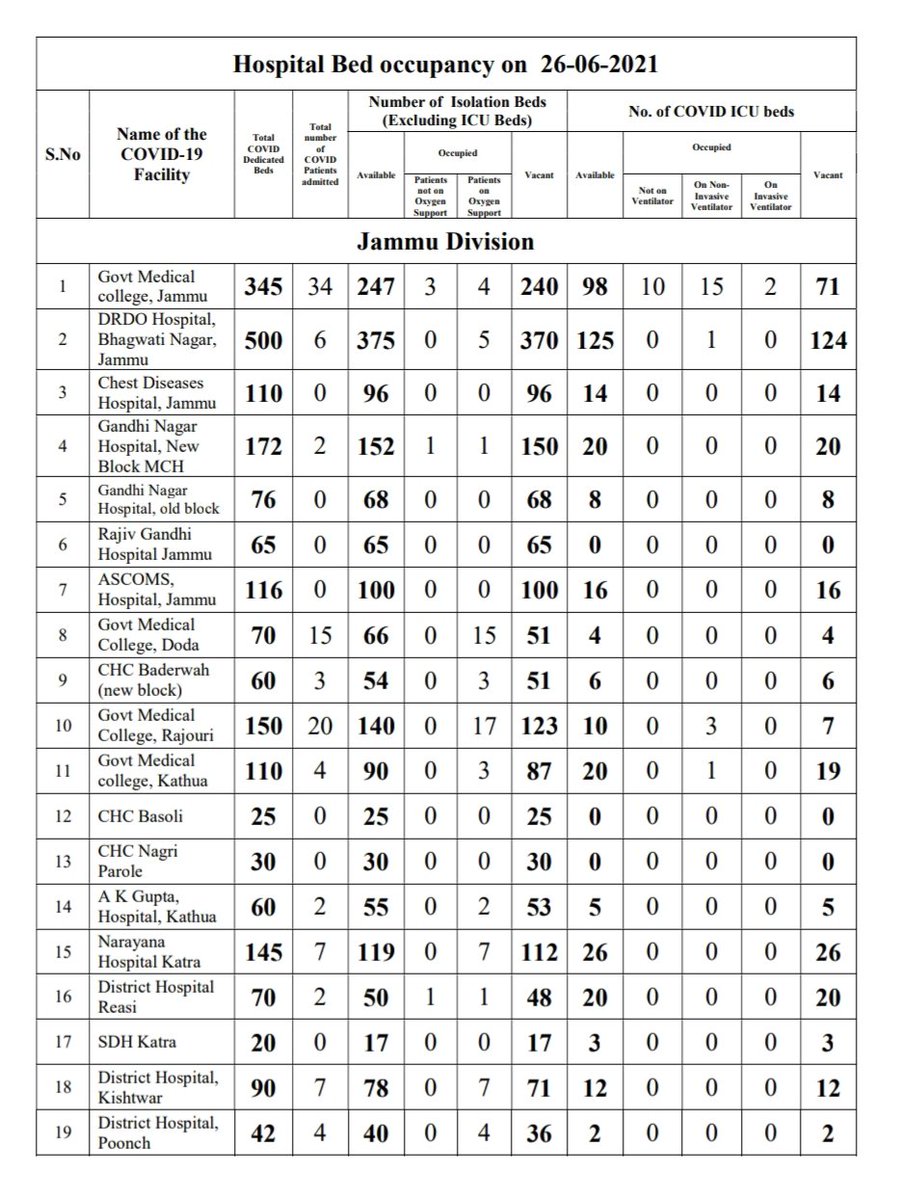 Hospital Bed occupancy on 26-06-2021
S.No
Name of the
COVID-19
Facility
Total
COVID
Dedicated
Beds
Total
number
of
COVID
Patients
admitted
Number of Isolation Beds
(Excluding ICU Beds)
Available
Occupied
Patients
not on
Oxygen
Support
Patients
on
Oxygen
Support
Vacant
No. of COVID ICU beds
Available
Occupied
Not on
Ventilator
On Non-
Invasive
Ventilator
On
Invasive
Ventilator
Vacant
Jammu Division
1 Govt Medical
college, Jammu 345 34 247 3 4 240 98 10 15 2 71
2 DRDO Hospital,
Bhagwati Nagar,
Jammu 500 6 375 0 5 370 125 0 1 0 124
3 Chest Diseases
Hospital, Jammu 110 0 96 0 0 96 14 0 0 0 14
4 Gandhi Nagar
Hospital, New
Block MCH 172 2 152 1 1 150 20 0 0 0 20
5 Gandhi Nagar
Hospital, old block 76 0 68 0 0 68 8 0 0 0 8
6 Rajiv Gandhi
Hospital Jammu 65 0 65 0 0 65 0 0 0 0 0
7 ASCOMS,
Hospital, Jammu 116 0 100 0 0 100 16 0 0 0 16
8 Govt Medical
College, Doda 70 15 66 0 15 51 4 0 0 0 4
9 CHC Baderwah
(new block) 60 3 54 0 3 51 6 0 0 0 6
10 Govt Medical
College, Rajouri 150 20 140 0 17 123 10 0 3 0 7
11 Govt Medical
college, Kathua 110 4 90 0 3 87 20 0 1 0 19
12 CHC Basoli 25 0 25 0 0 25 0 0 0 0 0
13 CHC Nagri
Parole 30 0 30 0 0 30 0 0 0 0 0
14 A K Gupta,
Hospital, Kathua 60 2 55 0 2 53 5 0 0 0 5
15 Narayana
Hospital Katra 145 7 119 0 7 112 26 0 0 0 26
16 District Hospital
Reasi 70 2 50 1 1 48 20 0 0 0 20
17 SDH Katra 20 0 17 0 0 17 3 0 0 0 3
18 District Hospital,
Kishtwar 90 7 78 0 7 71 12 0 0 0 12
19 District Hospital,
Poonch 42 4 40 0 4 36 2 0 0 0 2